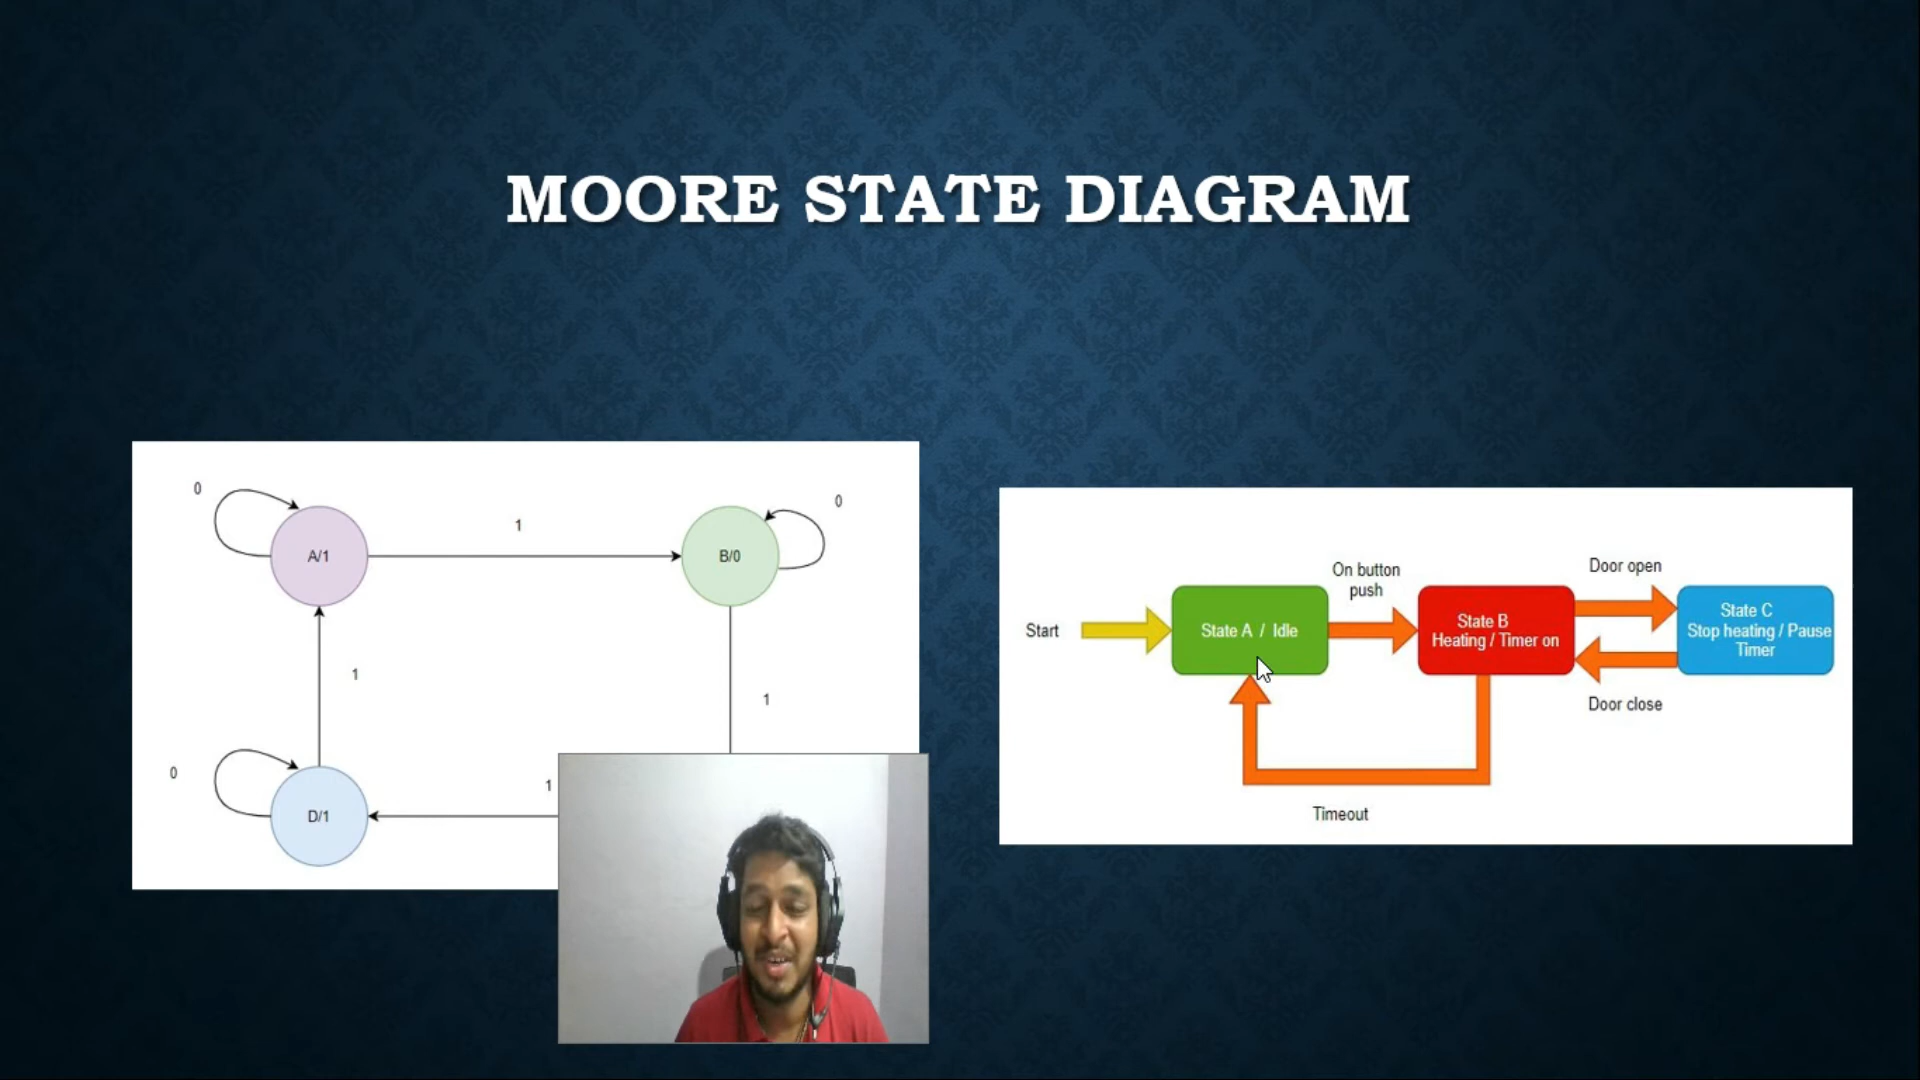 MOORE STATE DIAGRAM
0
A/1
1
B/0
0
1
1
0
D/1
1
Start
State A / Idle
On button
push
State B
Heating / Timer on
Door open
State C
Stop heating / Pause
Timer
Door close
Timeout